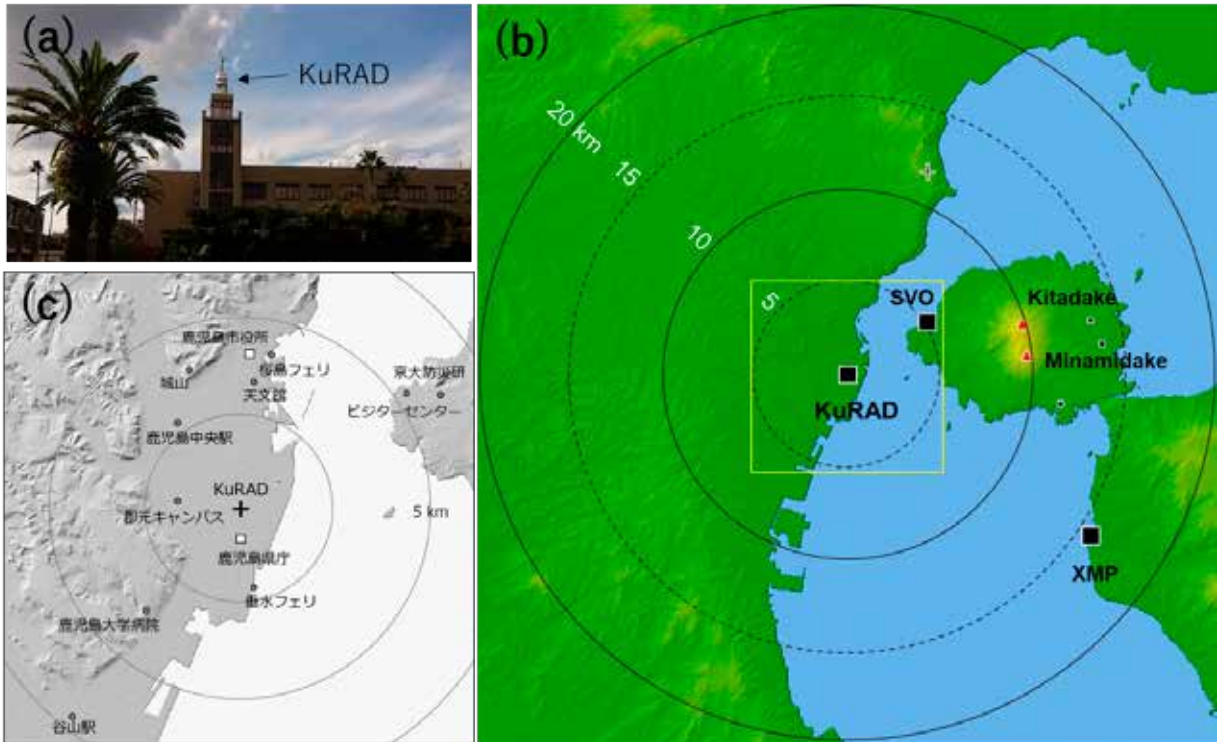 (a)
KuRAD
(b)
20 km
15
10
5
SVO
Kitadake
Minamidake
KuRAD
XMP
(c)
鹿児島市役所
桜島フェリ
城山
天文館
京大防災研
ビジターセンター
鹿児島中央駅
KuRAD
郡元キャンパス
5 km
鹿児島県庁
垂水フェリ
鹿児島大学病院
谷山駅